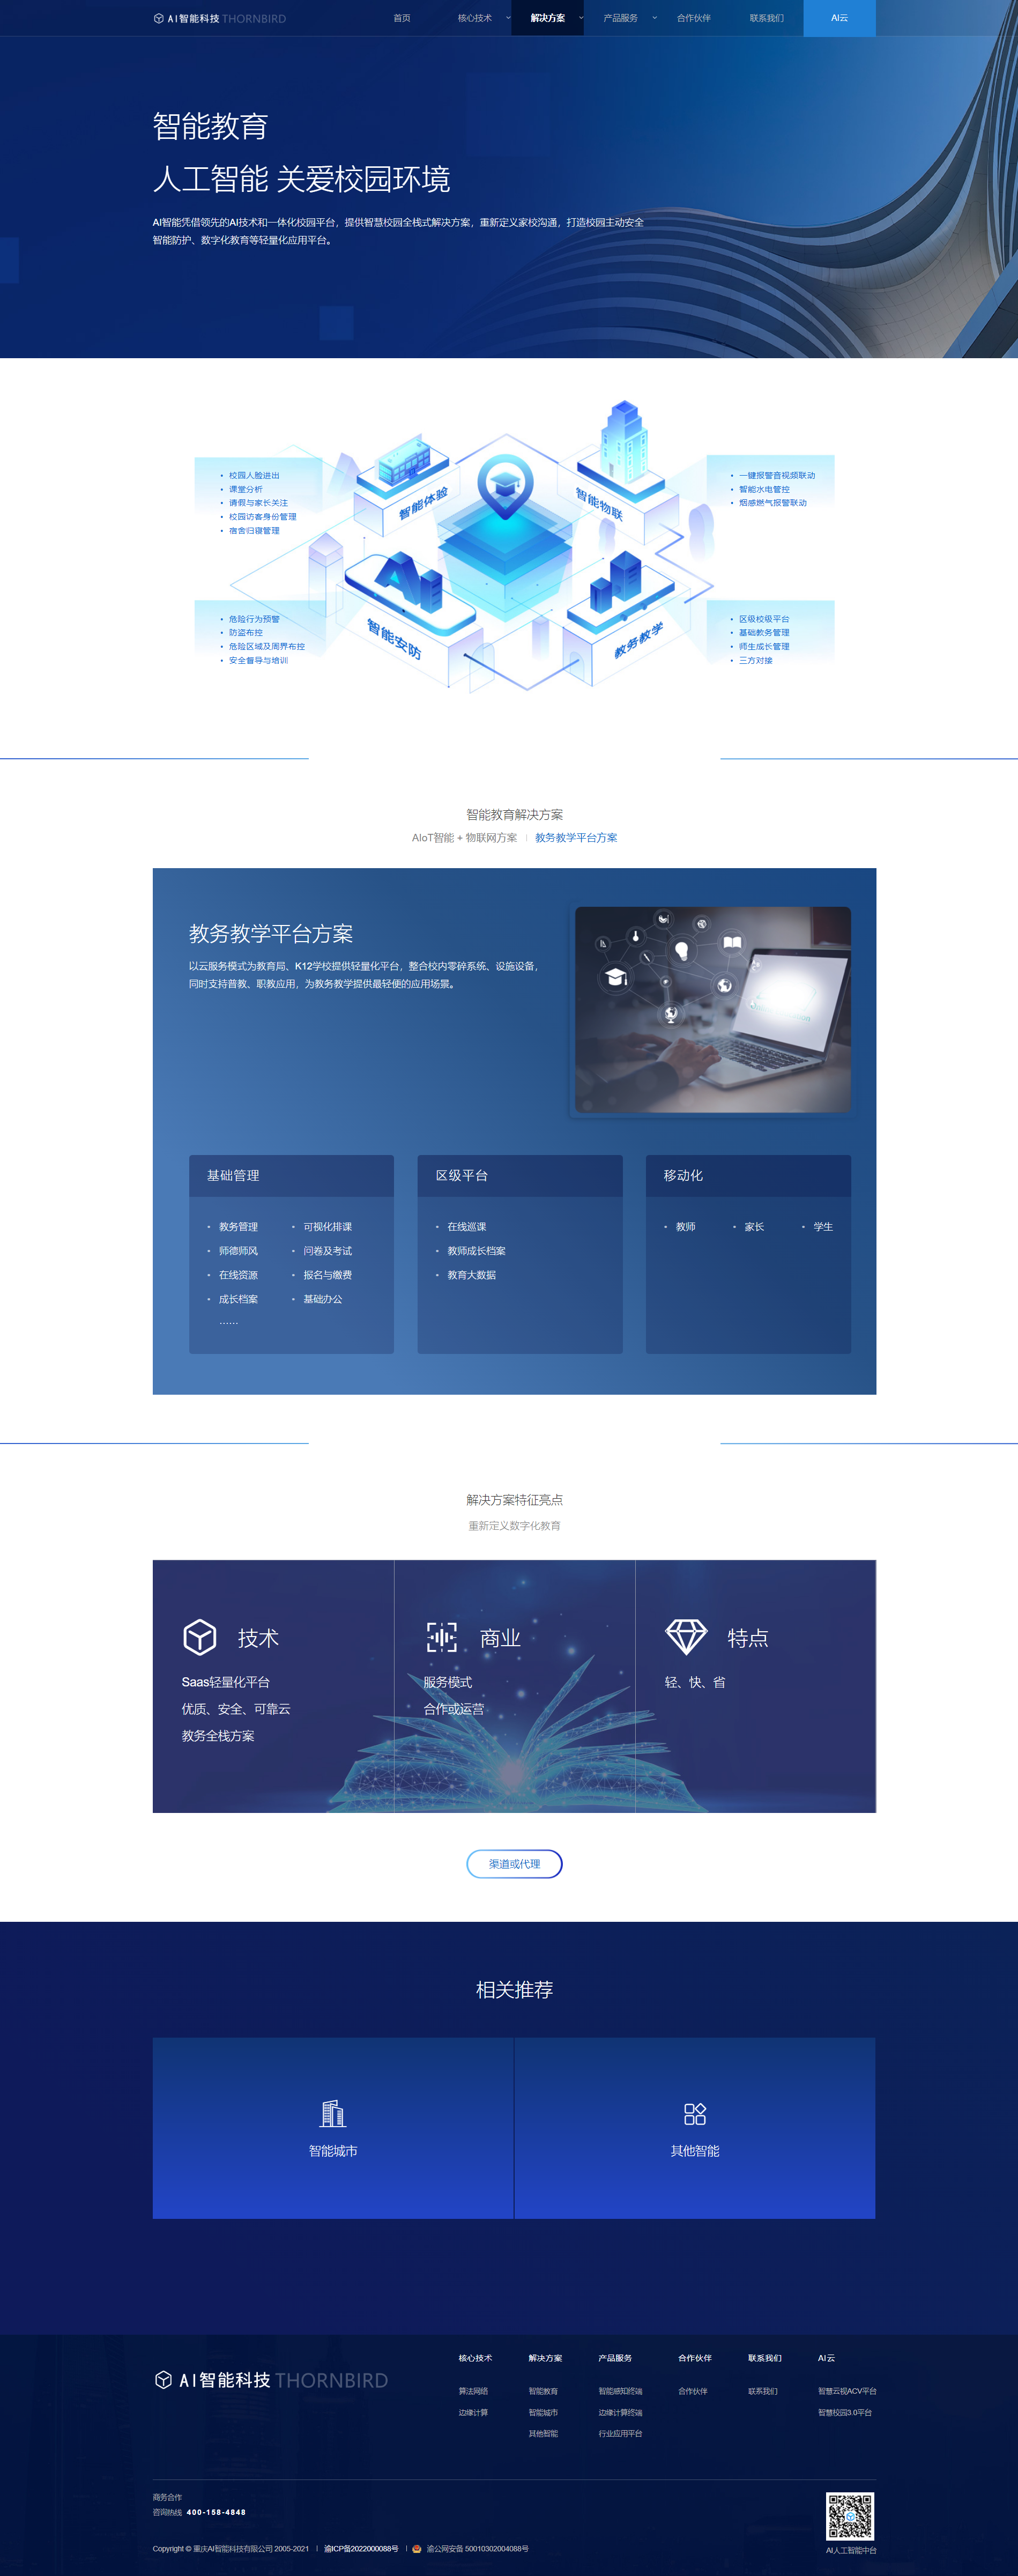 AI智能科技 THORNBIRD
首页
核心技术
解决方案
产品服务
合作伙伴
联系我们
AI云
智能教育
人工智能 关爱校园环境
AI智能凭借领先的AI技术和一体化校园平台，提供智慧校园全栈式解决方案，重新定义家校沟通，打造校园主动安全
智能防护、数字化教育等轻量化应用平台。
• 校园人脸进出
• 课堂分析
• 请假与家长关注
• 校园访客身份管理
• 宿舍归寝管理
智能体验
智能物联
• 一键报警音视频联动
• 智能水电管控
• 烟感燃气报警联动
• 危险行为预警
• 防盗布控
• 危险区域及周界布控
• 安全督导与培训
AI
智能安防
教务教学
• 区级校级平台
• 基础教务管理
• 师生成长管理
• 三方对接
智能教育解决方案
AIoT智能 + 物联网方案 | 教务教学平台方案
教务教学平台方案
以云服务模式为教育局、K12学校提供轻量化平台，整合校内零碎系统、设施设备，
同时支持普教、职教应用，为教务教学提供最轻便的应用场景。
基础管理
• 教务管理 • 可视化排课
• 师德师风 • 问卷及考试
• 在线资源 • 报名与缴费
• 成长档案 • 基础办公
……
区级平台
• 在线巡课
• 教师成长档案
• 教育大数据
移动化
• 教师 • 家长 • 学生
解决方案特征亮点
重新定义数字化教育
技术
Saas轻量化平台
优质、安全、可靠云
教务全栈方案
商业
服务模式
合作或运营
特点
轻、快、省
渠道或代理
相关推荐
智能城市
其他智能
AI智能科技 THORNBIRD
核心技术
算法网络
边缘计算
解决方案
智能教育
智能城市
其他智能
产品服务
智能感知终端
边缘计算终端
行业应用平台
合作伙伴
合作伙伴
联系我们
联系我们
AI云
智慧云视ACV平台
智慧校园3.0平台
商务合作
咨询热线 400-158-4848
Copyright © 重庆AI智能科技有限公司 2005-2021 | 渝ICP备2022000088号 | 渝公网安备 50010302004088号
AI人工智能中台